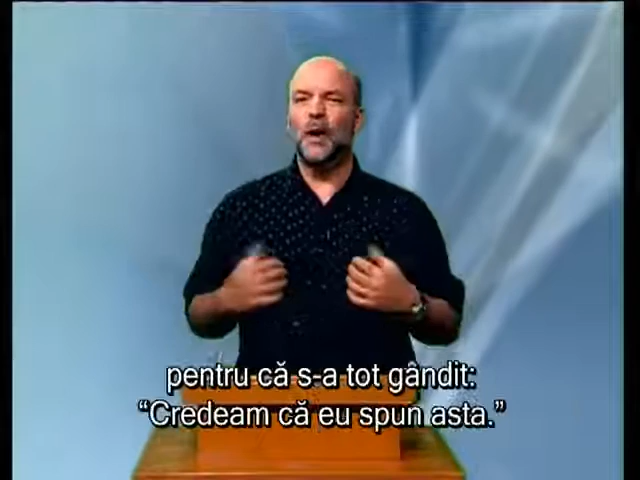 pentru că s-a tot gândit:
“Credeam că eu spun asta.”